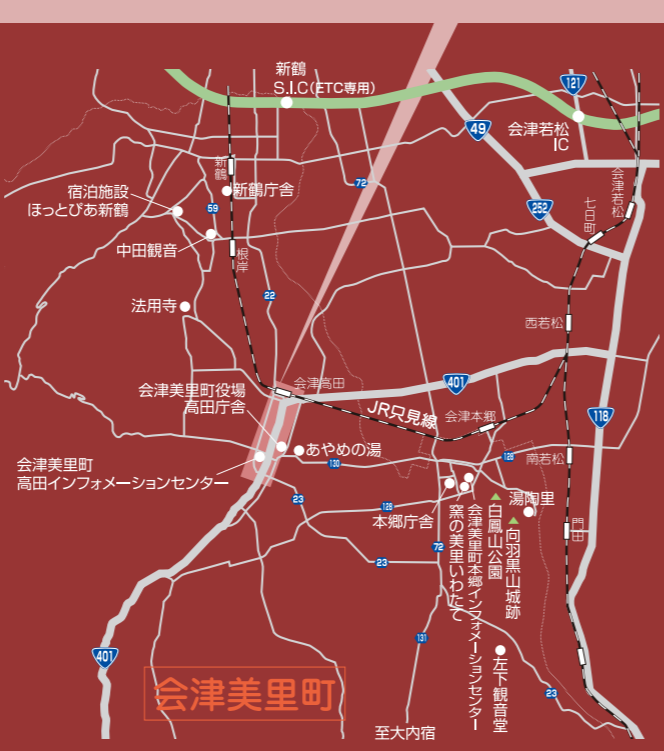 新鶴
S.I.C(ETC専用)
121
49
会津若松
IC
新鶴
宿泊施設
ほっとぴあ新鶴
新鶴庁舎
72
59
252
七日町
会津若松
中田観音
根岸
22
法用寺
西若松
会津美里町役場
高田庁舎
会津高田
401
JR只見線
会津本郷
118
あやめの湯
会津美里町
高田インフォメーションセンター
130
128
南若松
23
128
本郷庁舎
湯陶里
72
23
窯の美里いわたて
会津美里町本郷インフォメーションセンター
白鳳山公園
向羽黒山城跡
門田
131
401
左下観音堂
23
会津美里町
至大内宿